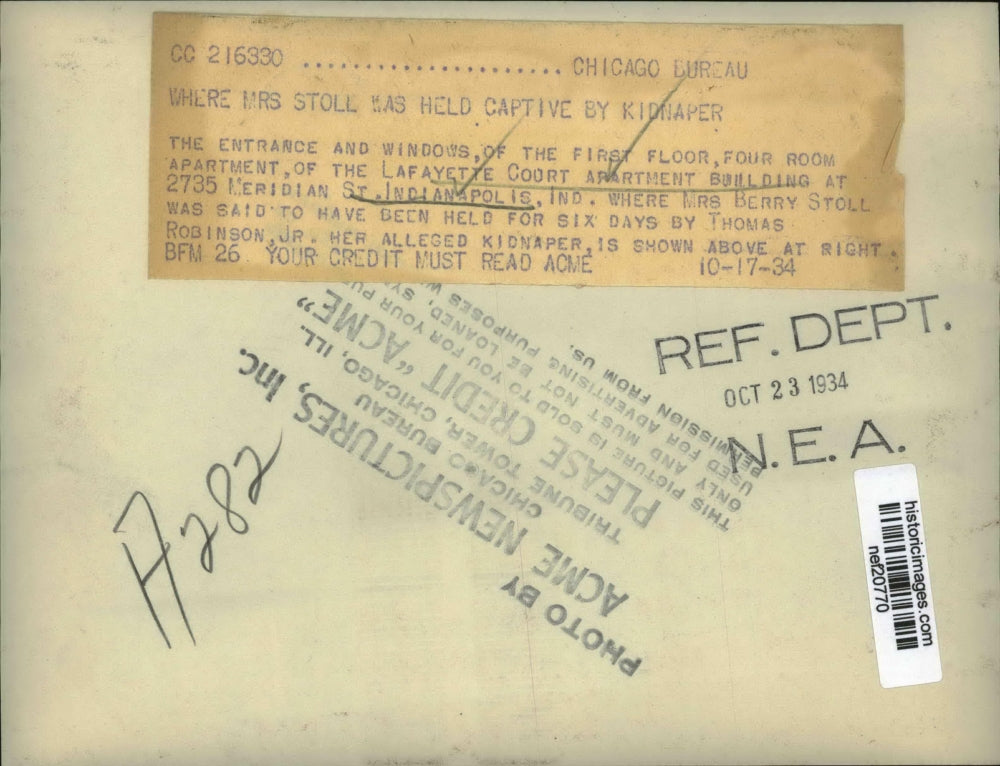 CC 216330 ........................ CHICAGO BUREAU
WHERE MRS STOLL WAS HELD CAPTIVE BY KIDNAPER
THE ENTRANCE AND WINDOWS, OF THE FIRST FLOOR, FOUR ROOM
APARTMENT, OF THE LAFAYETTE COURT APARTMENT BUILDING AT
2735 MERIDIAN ST. INDIANAPOLIS, IND. WHERE MRS BERRY STOLL
WAS SAID TO HAVE BEEN HELD FOR SIX DAYS BY THOMAS
ROBINSON, JR. HER ALLEGED KIDNAPER, IS SHOWN ABOVE AT RIGHT.
BFM 26 YOUR CREDIT MUST READ ACME 10-17-34
REF. DEPT.
OCT 23 1934
N. E. A.
PHOTO BY
ACME NEWSPICTURES, Inc.
CHICAGO BUREAU
TRIBUNE TOWER, CHICAGO, ILL.
PLEASE CREDIT "ACME"
THIS PICTURE IS SOLD TO YOU FOR YOUR
ONLY AND MUST NOT BE LOANED,
USED FOR ADVERTISING PURPOSES
PERMISSION FROM US.
A282
historicimages.com
nef20770